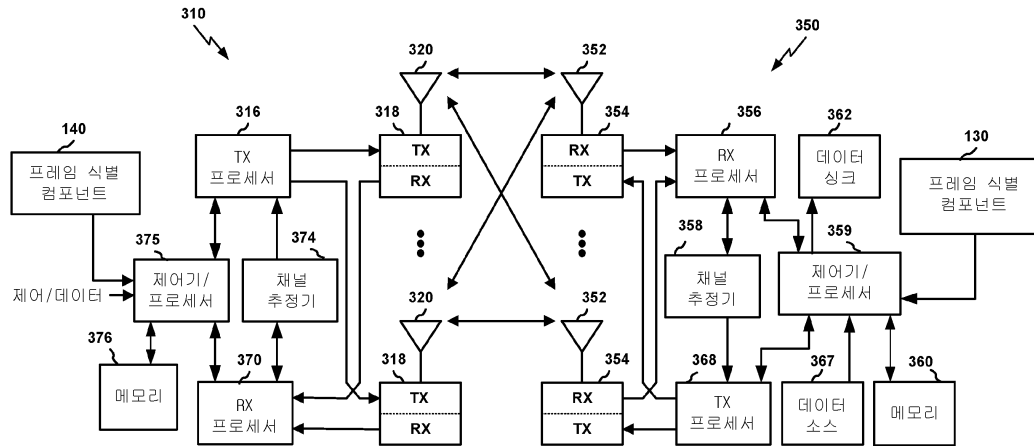 310
350
320
352
316
318
354
356
362
140
130
TX
프로세서
TX
RX
RX
TX
RX
프로세서
데이터
싱크
프레임 식별
컴포넌트
프레임 식별
컴포넌트
375
374
358
359
제어기/
프로세서
채널
추정기
채널
추정기
제어기/
프로세서
제어/데이터
320
352
376
370
318
354
368
367
360
메모리
RX
프로세서
TX
RX
RX
TX
TX
프로세서
데이터
소스
메모리